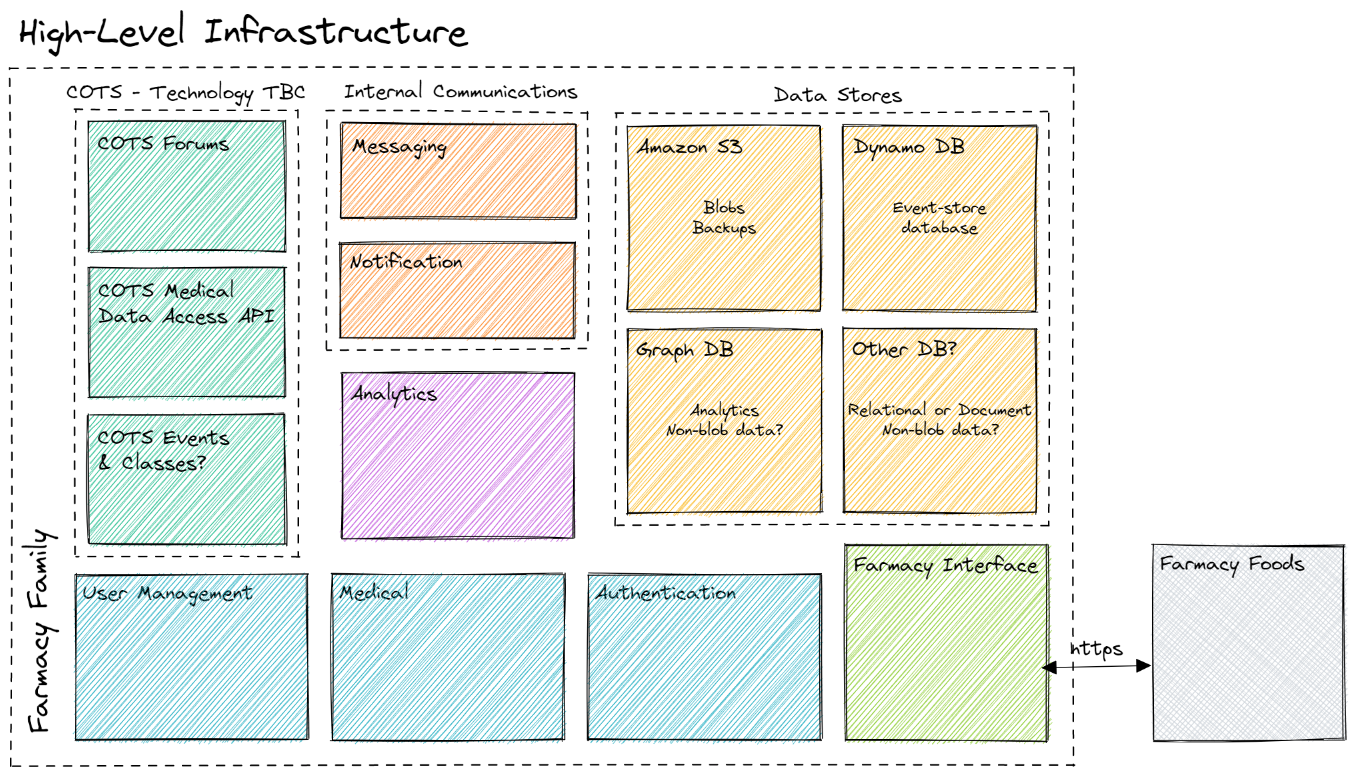 High-Level Infrastructure
COTS - Technology TBC
COTS Forums
COTS Medical
Data Access API
COTS Events
& Classes?
Internal Communications
Messaging
Notification
Analytics
Data Stores
Amazon S3
Blobs
Backups
Dynamo DB
Event-store
database
Graph DB
Analytics
Non-blob data?
Other DB?
Relational or Document
Non-blob data?
Farmacy Family
User Management
Medical
Authentication
Farmacy Interface
https
Farmacy Foods